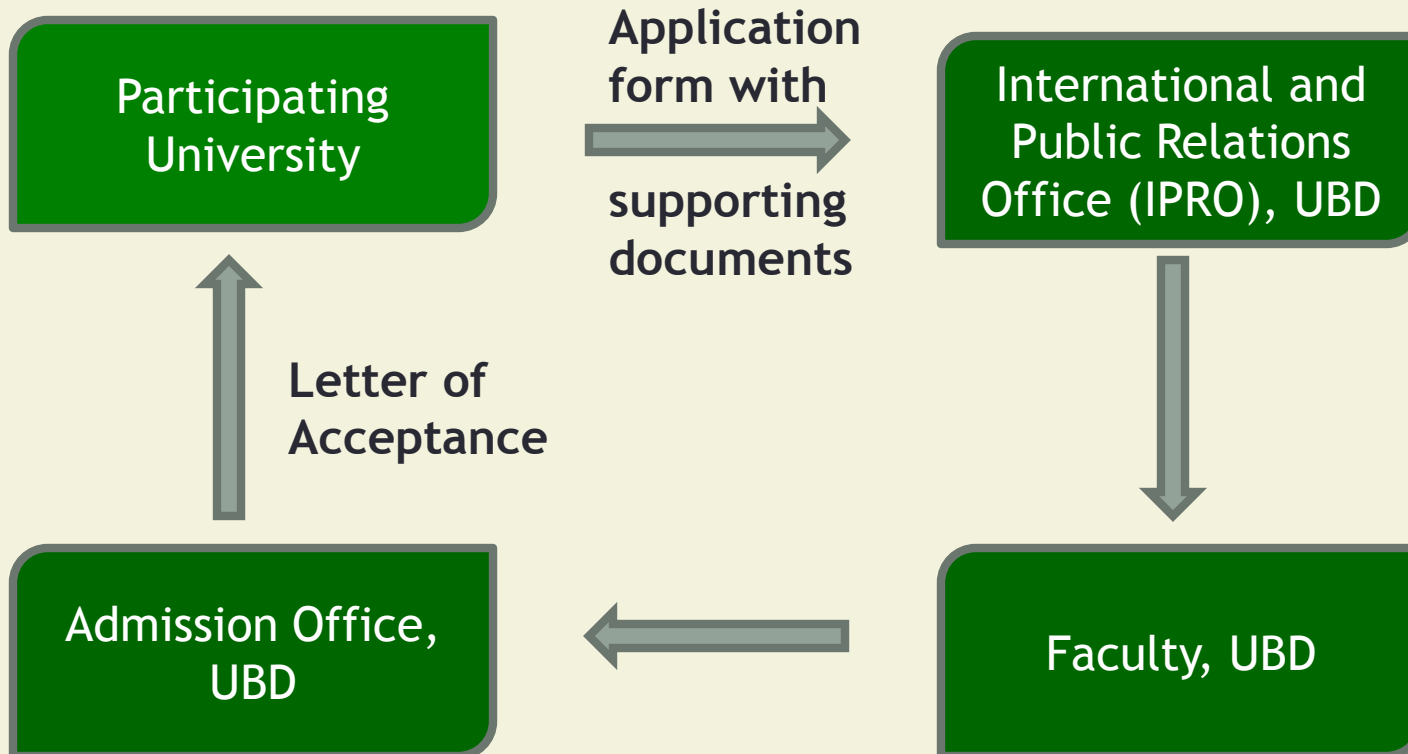 Participating
University
Application
form with
supporting
documents
International and
Public Relations
Office (IPRO), UBD
Letter of
Acceptance
Admission Office,
UBD
Faculty, UBD